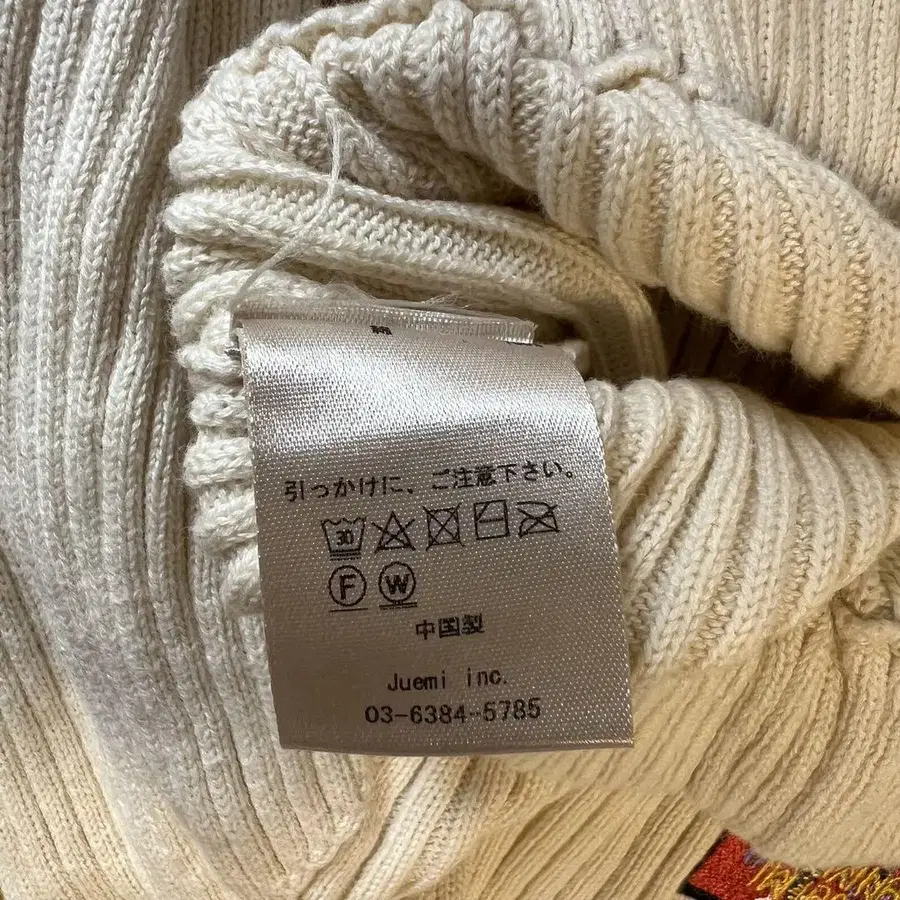 引っかけに、ご注意下さい。
30
F W
中国製
Juemi inc.
03-6384-5785